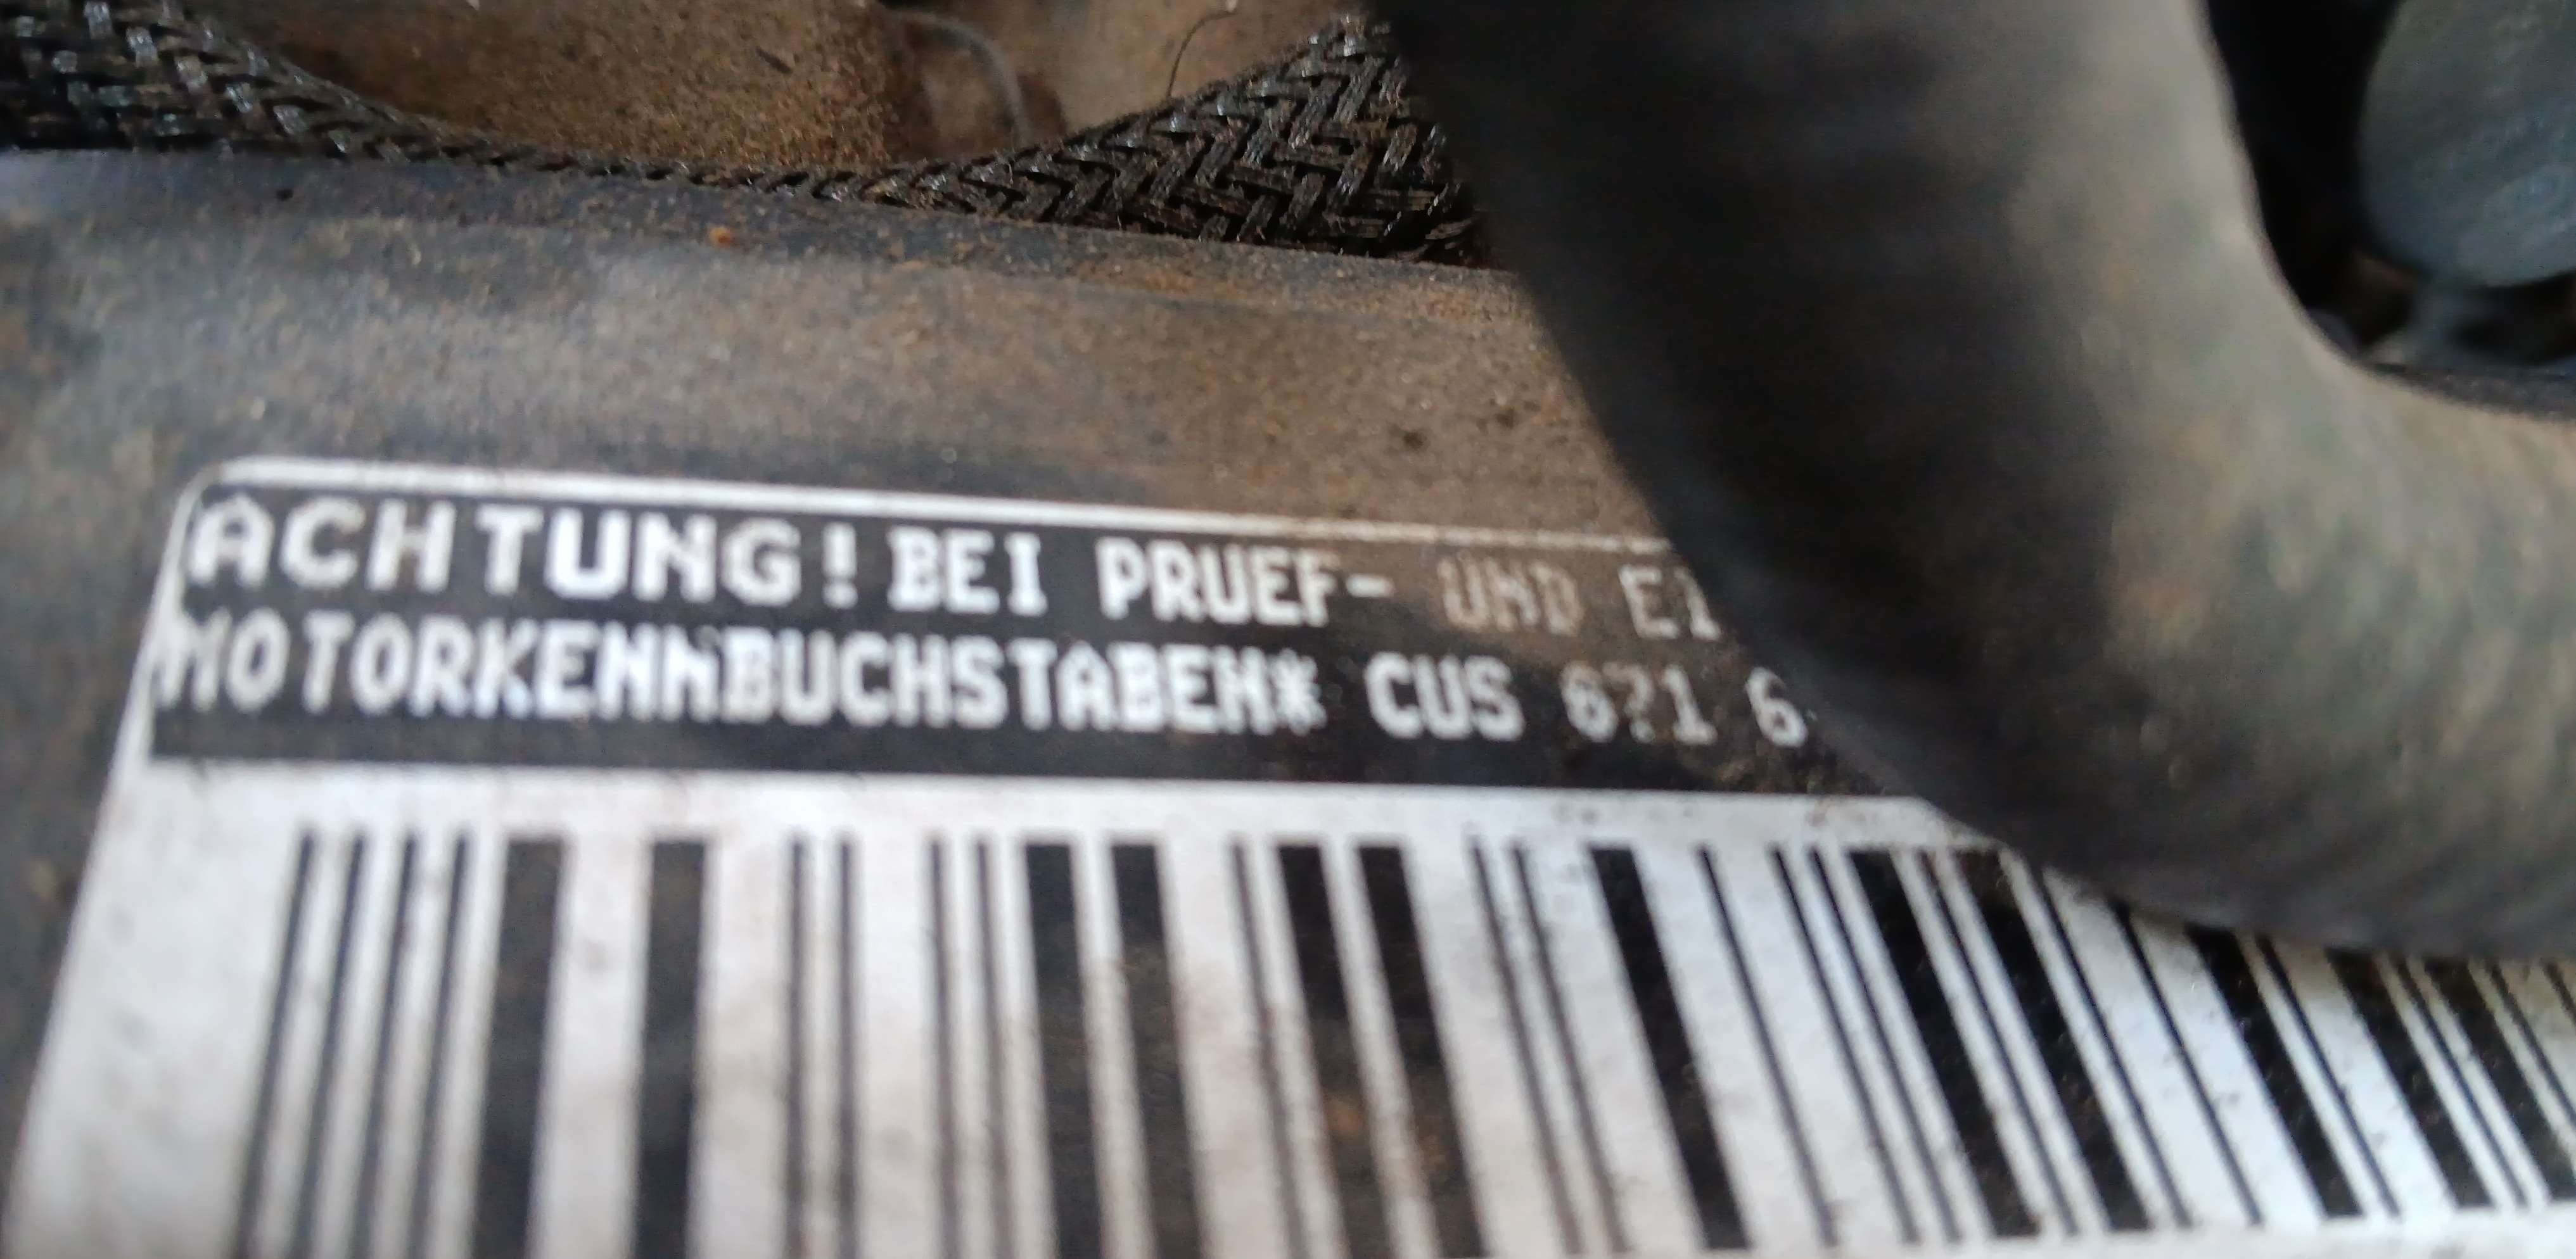 ACHTUNG! BEI PRUEF- UND
MOTORKENNBUCHSTABEN* CUS